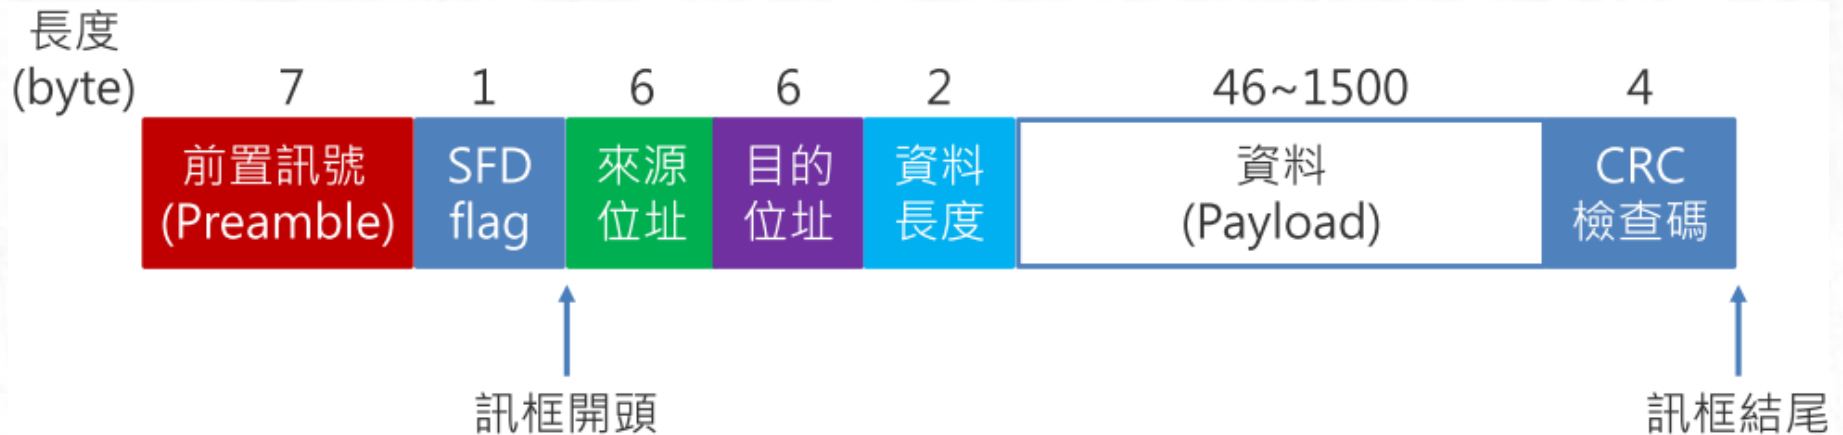 長度
(byte)
7
1
6
6
2
46~1500
4
前置訊號
(Preamble)
SFD
flag
來源
位址
目的
位址
資料
長度
資料
(Payload)
CRC
檢查碼
訊框開頭
訊框結尾